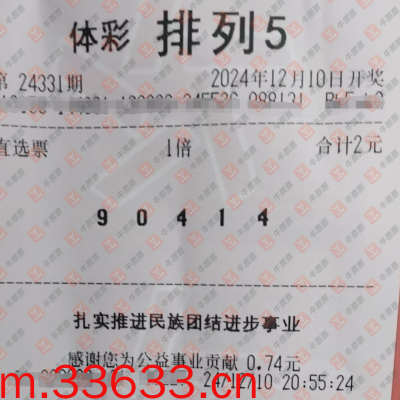 体彩 排列5
第 24331期 2024年12月10日开奖
直选票 1倍 合计2元
9 0 4 1 4
扎实推进民族团结进步事业
感谢您为公益事业贡献 0.74元
24/12/10 20:55:24
m.33633.cn